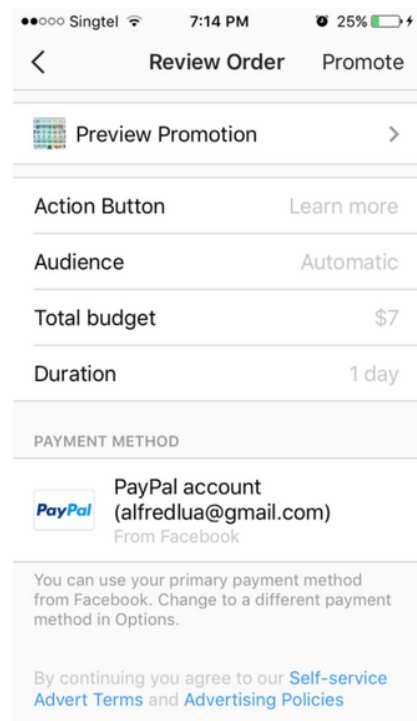 ●●○○○ Singtel 7:14 PM 25%
Review Order Promote
Preview Promotion
Action Button Learn more
Audience Automatic
Total budget $7
Duration 1 day
PAYMENT METHOD
PayPal
PayPal account
(alfredlua@gmail.com)
From Facebook
You can use your primary payment method
from Facebook. Change to a different payment
method in Options.
By continuing you agree to our Self-service
Advert Terms and Advertising Policies